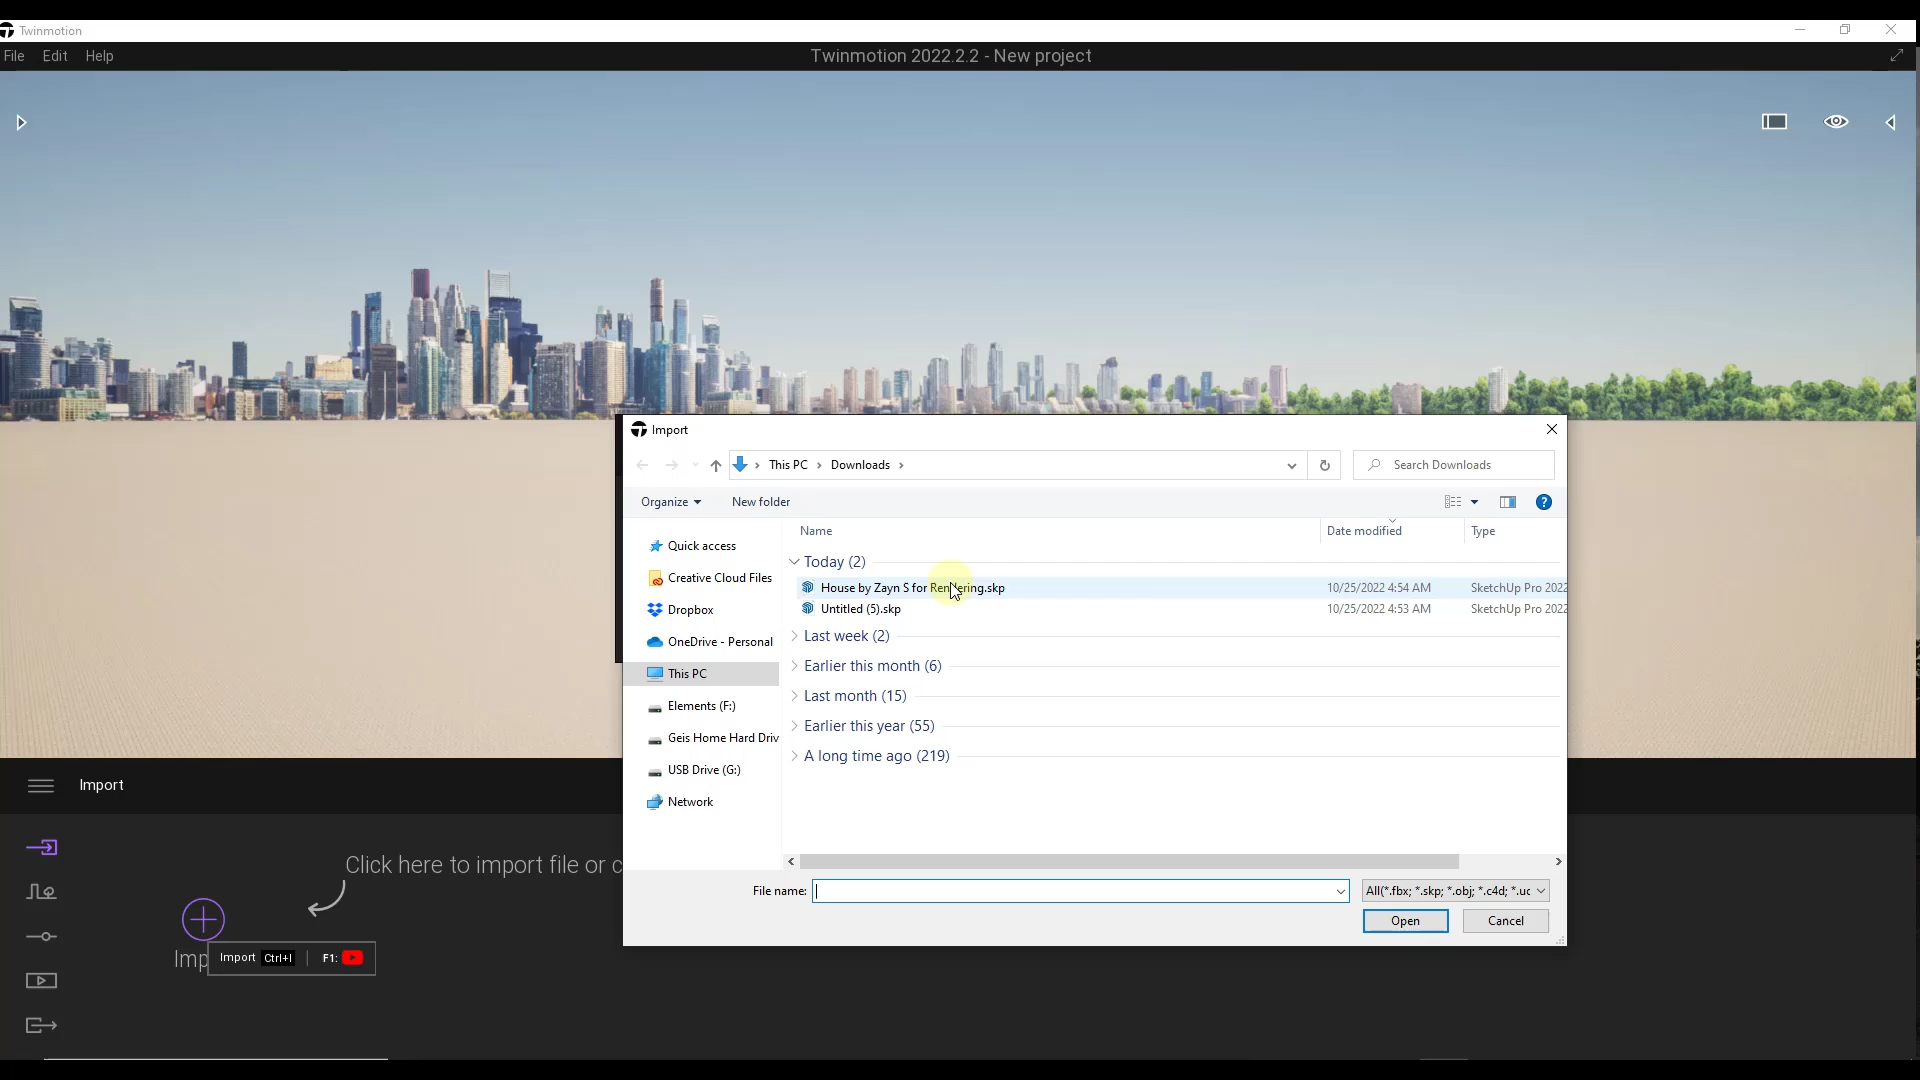 Twinmotion
File Edit Help
Twinmotion 2022.2.2 - New project
Import
This PC > Downloads >
Search Downloads
Organize
New folder
Name
Date modified
Type
Quick access
Creative Cloud Files
Dropbox
OneDrive - Personal
This PC
Elements (F:)
Geis Home Hard Driv
USB Drive (G:)
Network
Today (2)
House by Zayn S for Rendering.skp 10/25/2022 4:54 AM SketchUp Pro 2022
Untitled (5).skp 10/25/2022 4:53 AM SketchUp Pro 2022
Last week (2)
Earlier this month (6)
Last month (15)
Earlier this year (55)
A long time ago (219)
File name:
All(*.fbx; *.skp; *.obj; *.c4d; *.uc
Open
Cancel
Import
Click here to import file or c
Imp
Import Ctrl+I F1: